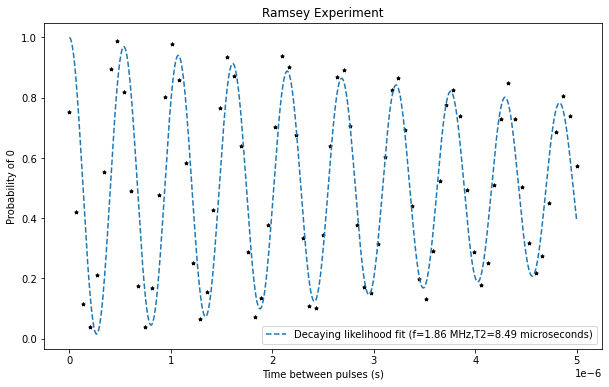 Ramsey Experiment
Probability of 0
1.0
0.8
0.6
0.4
0.2
0.0
Decaying likelihood fit (f=1.86 MHz,T2=8.49 microseconds)
0
1
2
3
4
5
1e−6
Time between pulses (s)